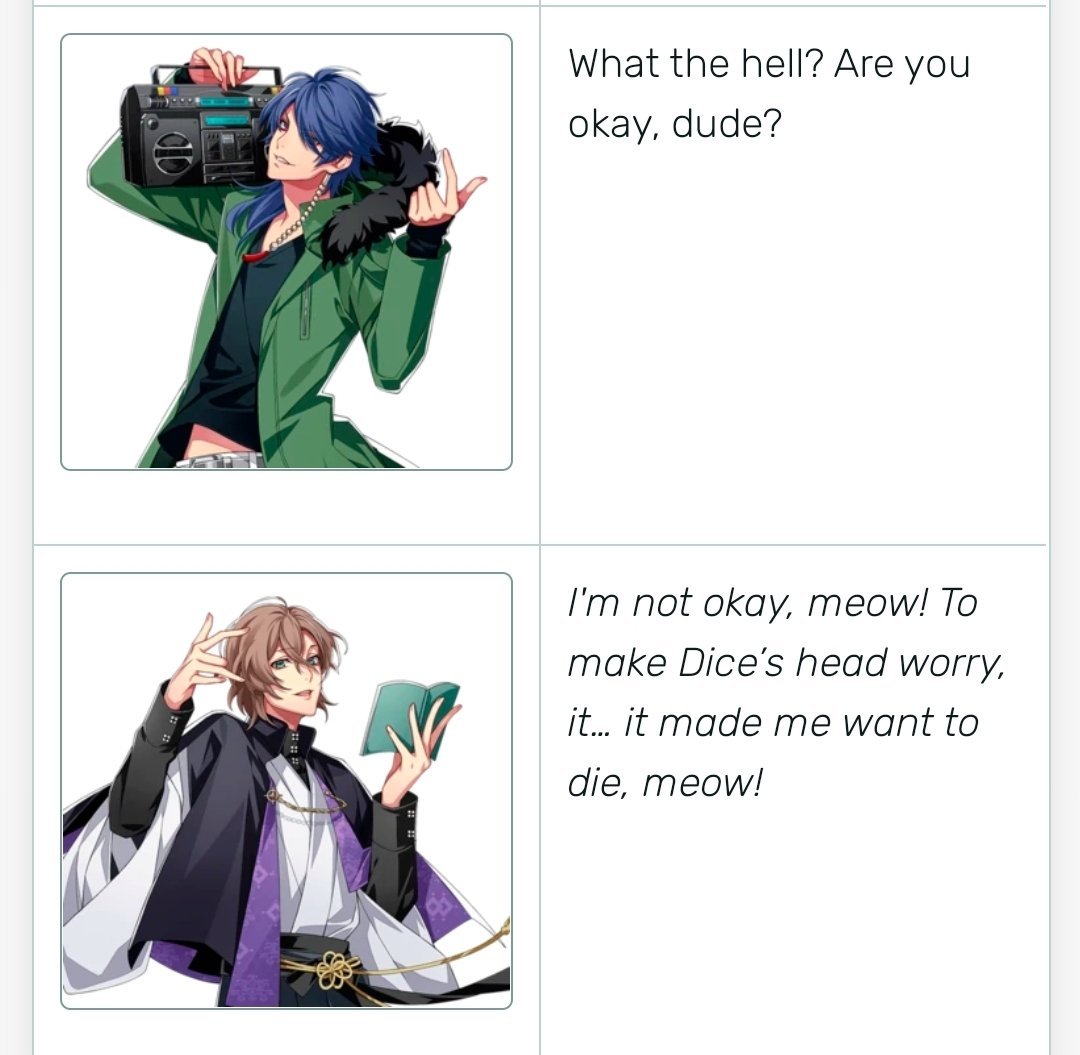 What the hell? Are you
okay, dude?
I'm not okay, meow! To
make Dice’s head worry,
it… it made me want to
die, meow!